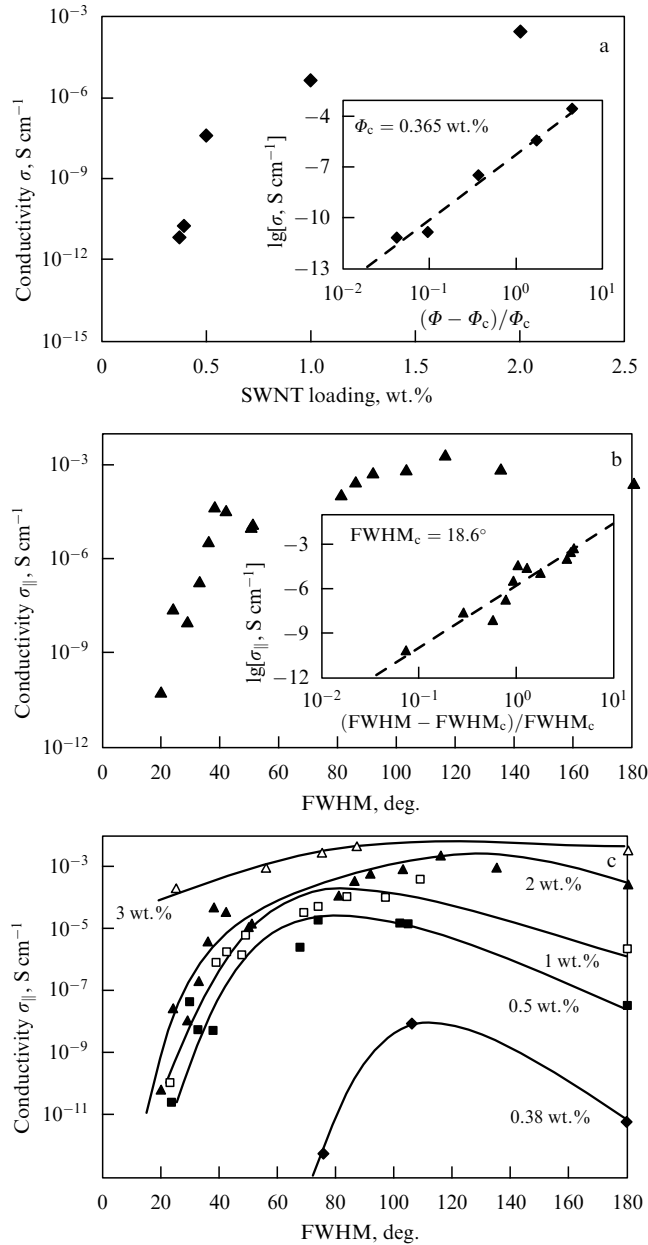 Conductivity σ, S cm⁻¹
10⁻³
10⁻⁶
10⁻⁹
10⁻¹²
10⁻¹⁵
a
lg[σ, S cm⁻¹]
−4
−7
−10
−13
Φc = 0.365 wt.%
10⁻²
10⁻¹
10⁰
10¹
(Φ − Φc)/Φc
0
0.5
1.0
1.5
2.0
2.5
SWNT loading, wt.%
Conductivity σ||, S cm⁻¹
10⁻³
10⁻⁶
10⁻⁹
10⁻¹²
b
lg[σ||, S cm⁻¹]
−3
−6
−9
−12
FWHMc = 18.6°
10⁻²
10⁻¹
10⁰
10
(FWHM − FWHMc)/FWHMc
0
20
40
60
80
100
120
140
160
180
FWHM, deg.
Conductivity σ||, S cm⁻¹
10⁻³
10⁻⁵
10⁻⁷
10⁻⁹
10⁻¹¹
c
3 wt.%
2 wt.%
1 wt.%
0.5 wt.%
0.38 wt.%
0
20
40
60
80
100
120
140
160
180
FWHM, deg.